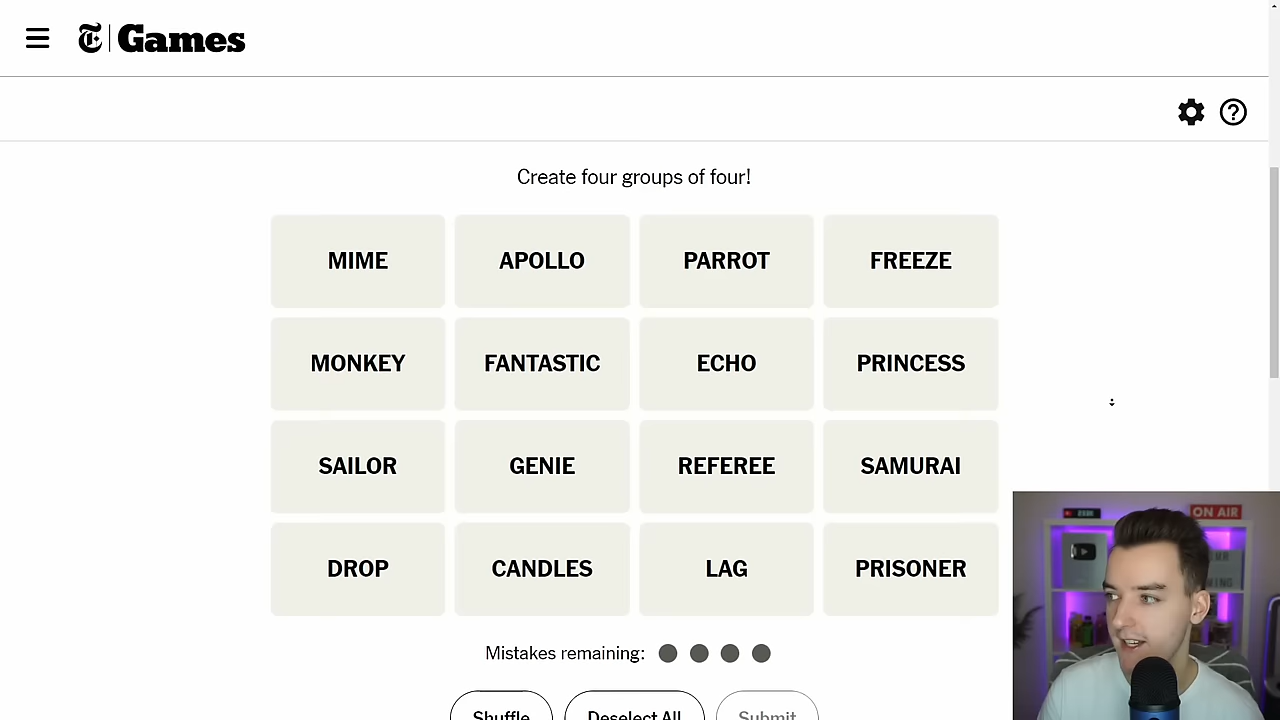 T Games
Create four groups of four!
MIME APOLLO PARROT FREEZE
MONKEY FANTASTIC ECHO PRINCESS
SAILOR GENIE REFEREE SAMURAI
DROP CANDLES LAG PRISONER
Mistakes remaining:
Shuffle Deselect All Submit
ON AIR